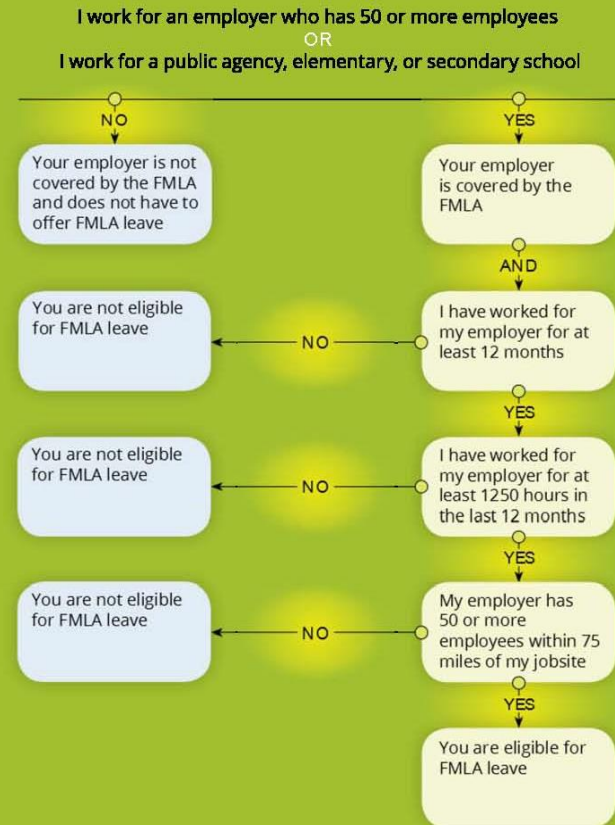 I work for an employer who has 50 or more employees
OR
I work for a public agency, elementary, or secondary school
NO
YES
Your employer is not
covered by the FMLA
and does not have to
offer FMLA leave
Your employer
is covered by the
FMLA
AND
You are not eligible
for FMLA leave
NO
I have worked for
my employer for at
least 12 months
YES
You are not eligible
for FMLA leave
NO
I have worked for
my employer for at
least 1250 hours in
the last 12 months
YES
You are not eligible
for FMLA leave
NO
My employer has
50 or more
employees within 75
miles of my jobsite
YES
You are eligible for
FMLA leave